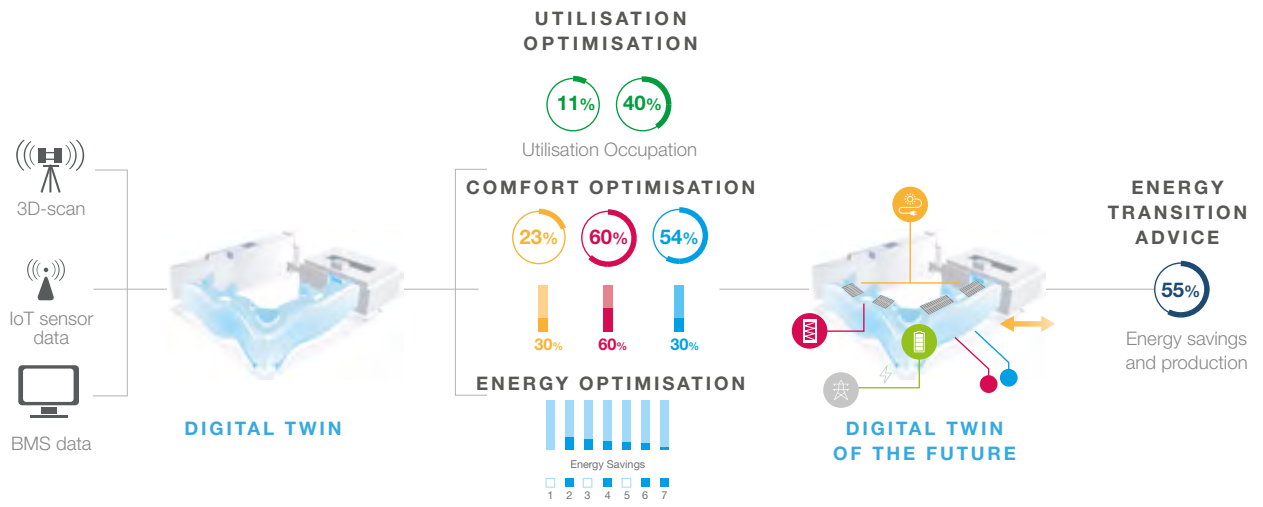 3D-scan
IoT sensor
data
BMS data
DIGITAL TWIN
UTILISATION
OPTIMISATION
11% 40%
Utilisation Occupation
COMFORT OPTIMISATION
23% 60% 54%
30% 60% 30%
ENERGY OPTIMISATION
Energy Savings
1 2 3 4 5 6 7
DIGITAL TWIN
OF THE FUTURE
ENERGY
TRANSITION
ADVICE
55%
Energy savings
and production